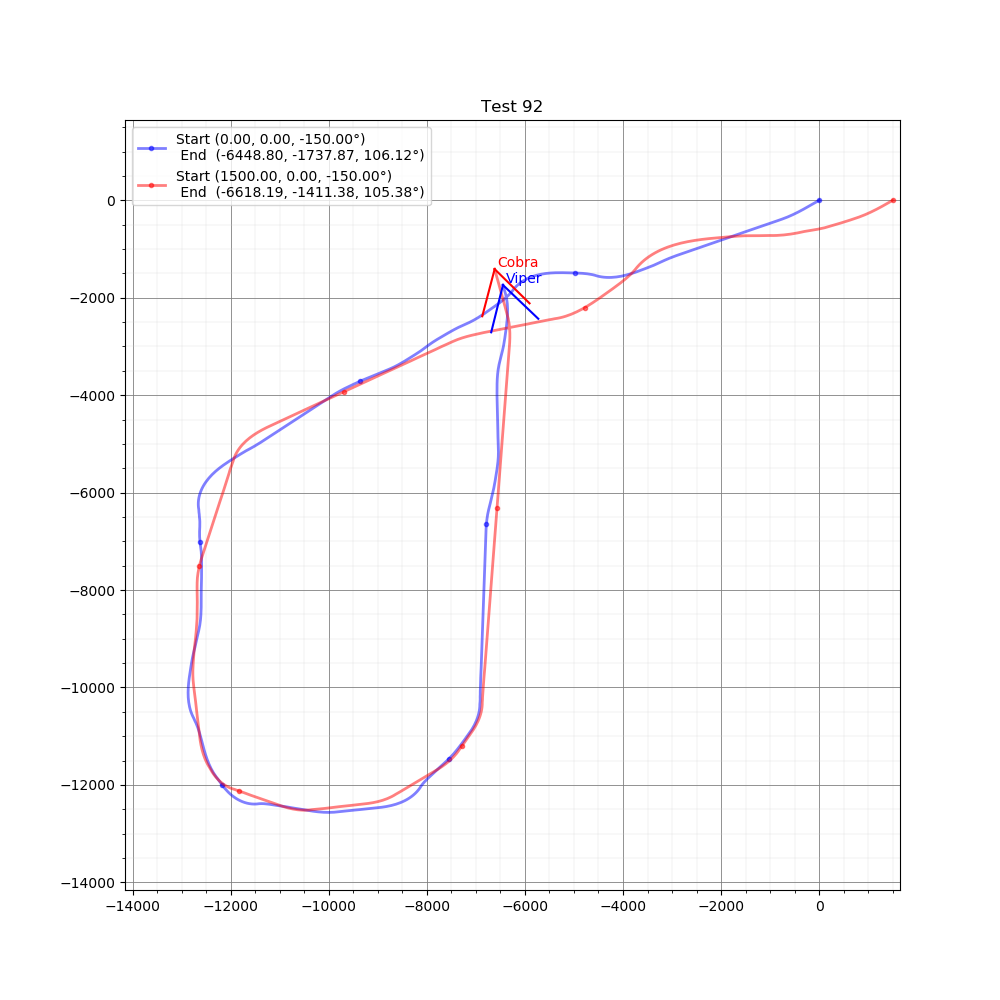 Test 92
Start (0.00, 0.00, -150.00°)
End (-6448.80, -1737.87, 106.12°)
Start (1500.00, 0.00, -150.00°)
End (-6618.19, -1411.38, 105.38°)
0
Cobra
Viper
−2000
−4000
−6000
−8000
−10000
−12000
−14000
−14000 −12000 −10000 −8000 −6000 −4000 −2000 0